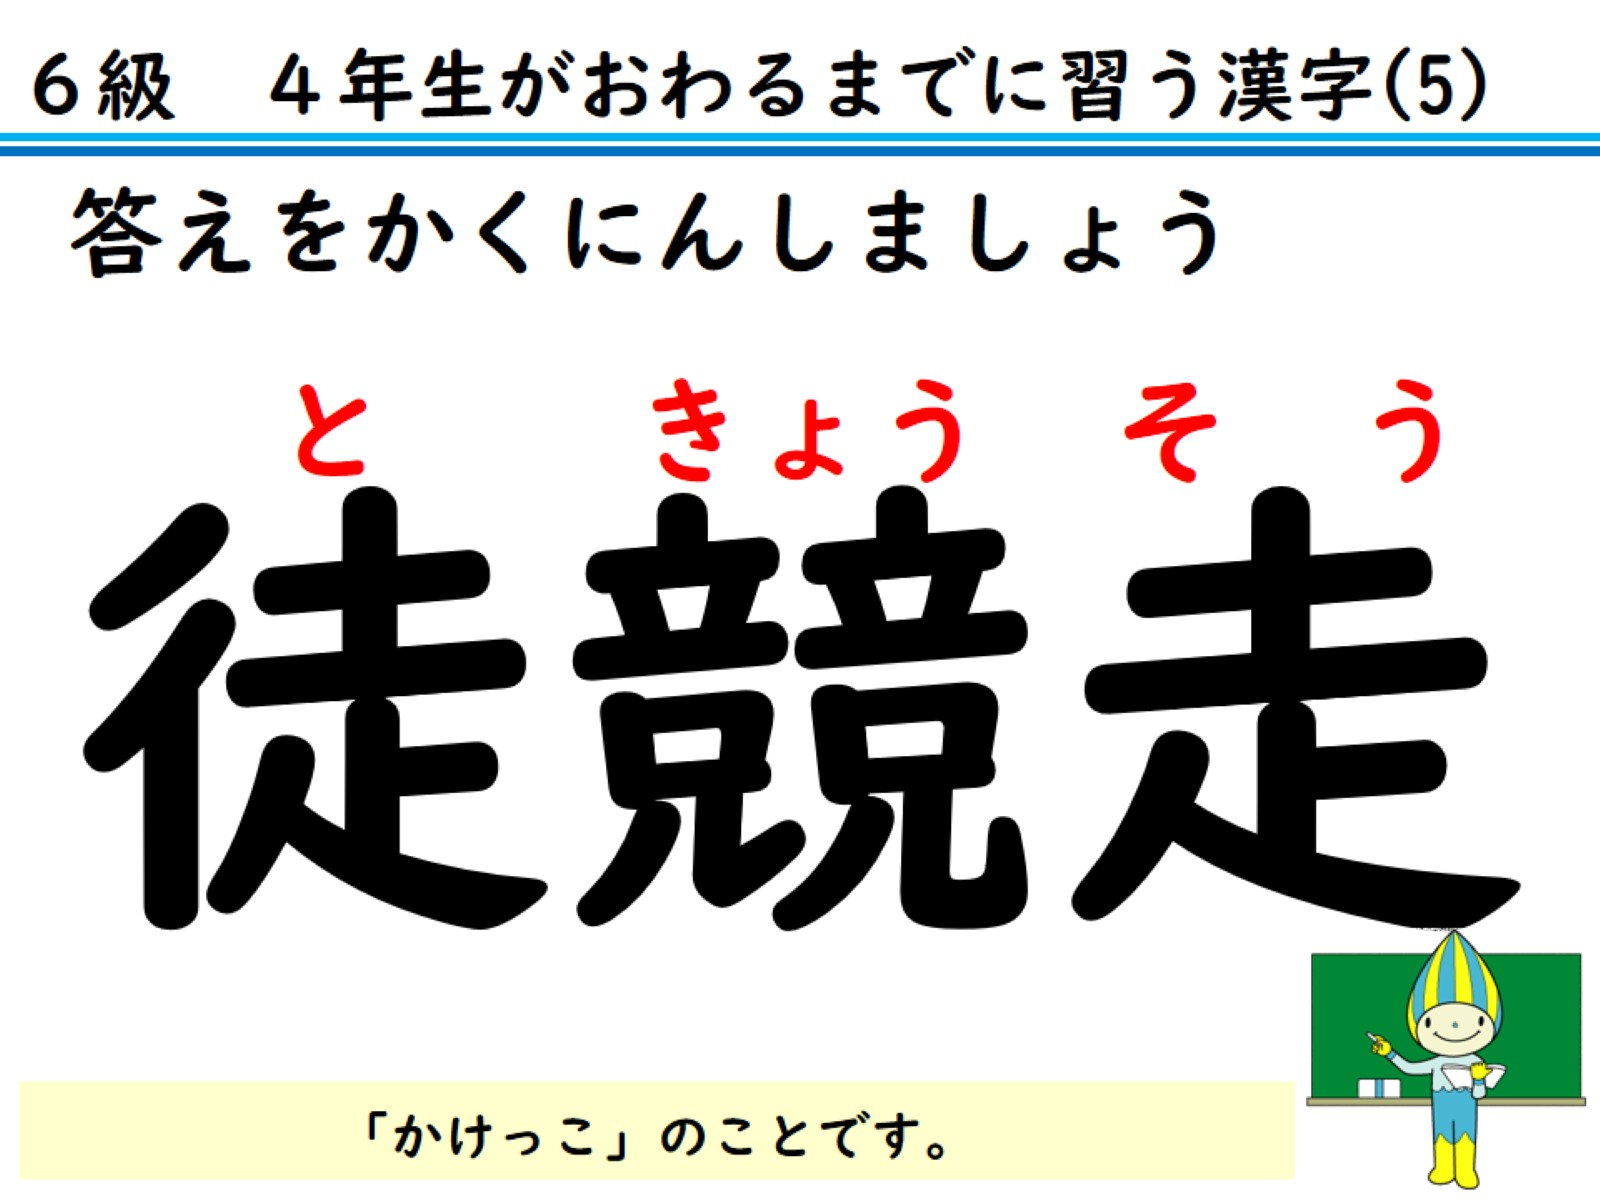 ６級　４年生がおわるまでに習う漢字(5)
答えをかくにんしましょう
と きょう そう
徒競走
「かけっこ」のことです。